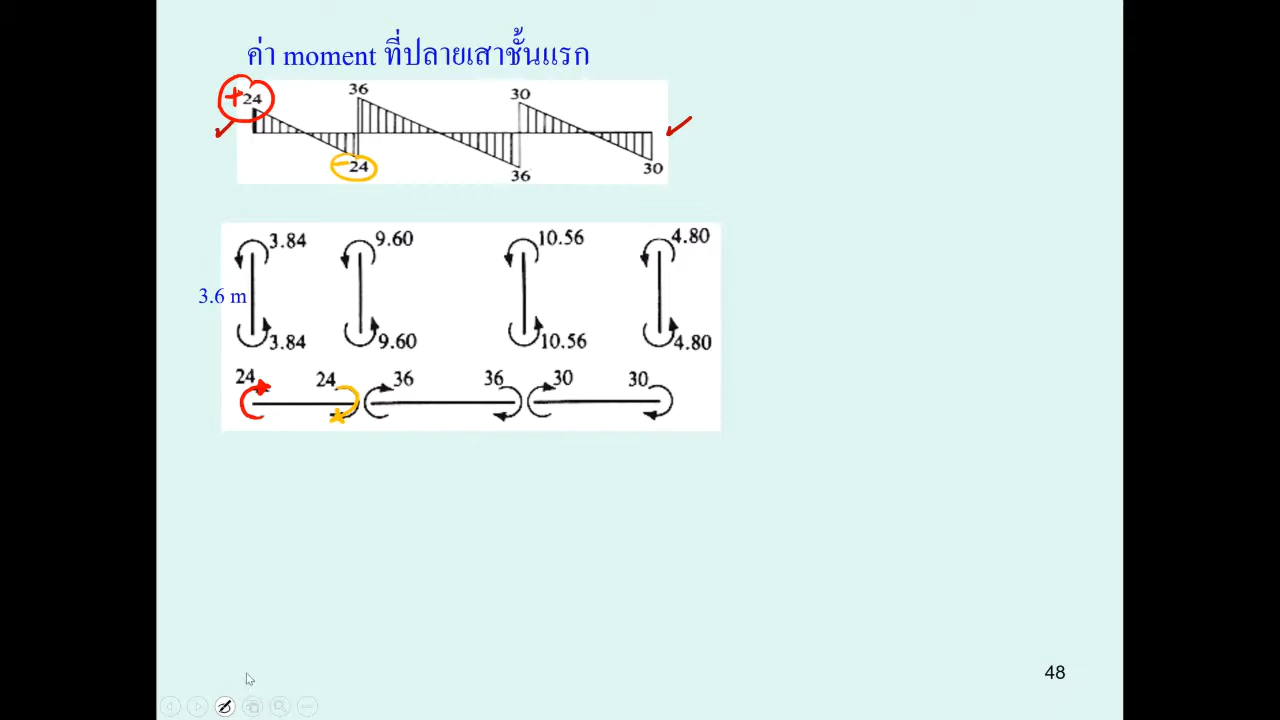 ค่า moment ที่ปลายเสาชั้นแรก
+24 36 30
-24 36 30
3.84 9.60 10.56 4.80
3.6 m
3.84 9.60 10.56 4.80
24 24 36 36 30 30
48